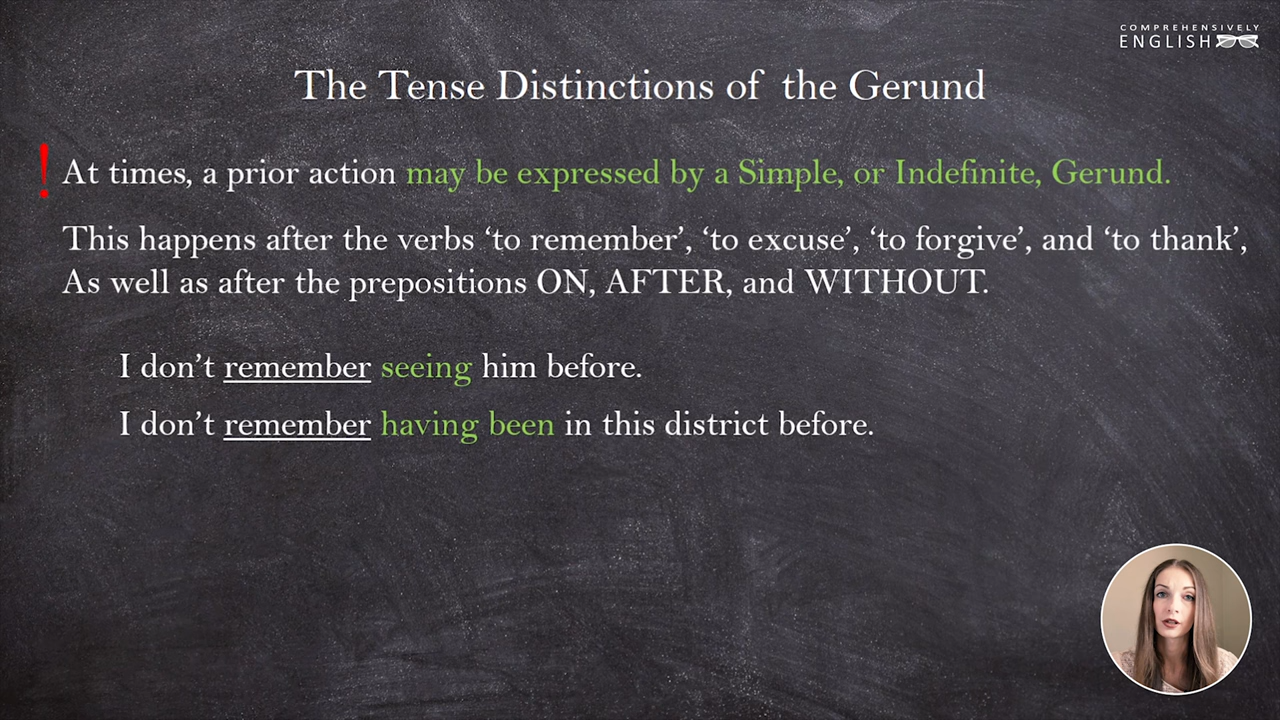 COMPREHENSIVELY
ENGLISH
The Tense Distinctions of the Gerund
! At times, a prior action may be expressed by a Simple, or Indefinite, Gerund.
This happens after the verbs ‘to remember’, ‘to excuse’, ‘to forgive’, and ‘to thank’,
As well as after the prepositions ON, AFTER, and WITHOUT.
I don’t remember seeing him before.
I don’t remember having been in this district before.